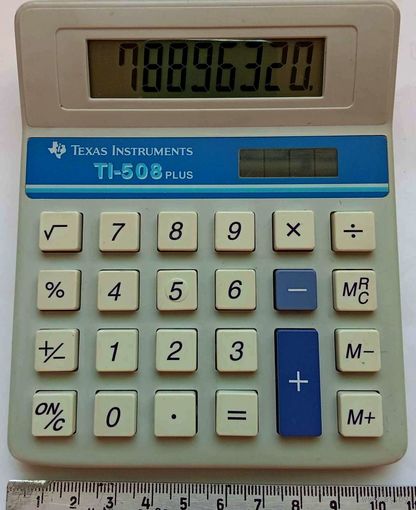 78896320.
TEXAS INSTRUMENTS
TI-508 PLUS
√ 7 8 9 × ÷
% 4 5 6 − MR/C
+/− 1 2 3 M−
ON/C 0 . = + M+
1 2 3 4 5 6 7 8 9 10